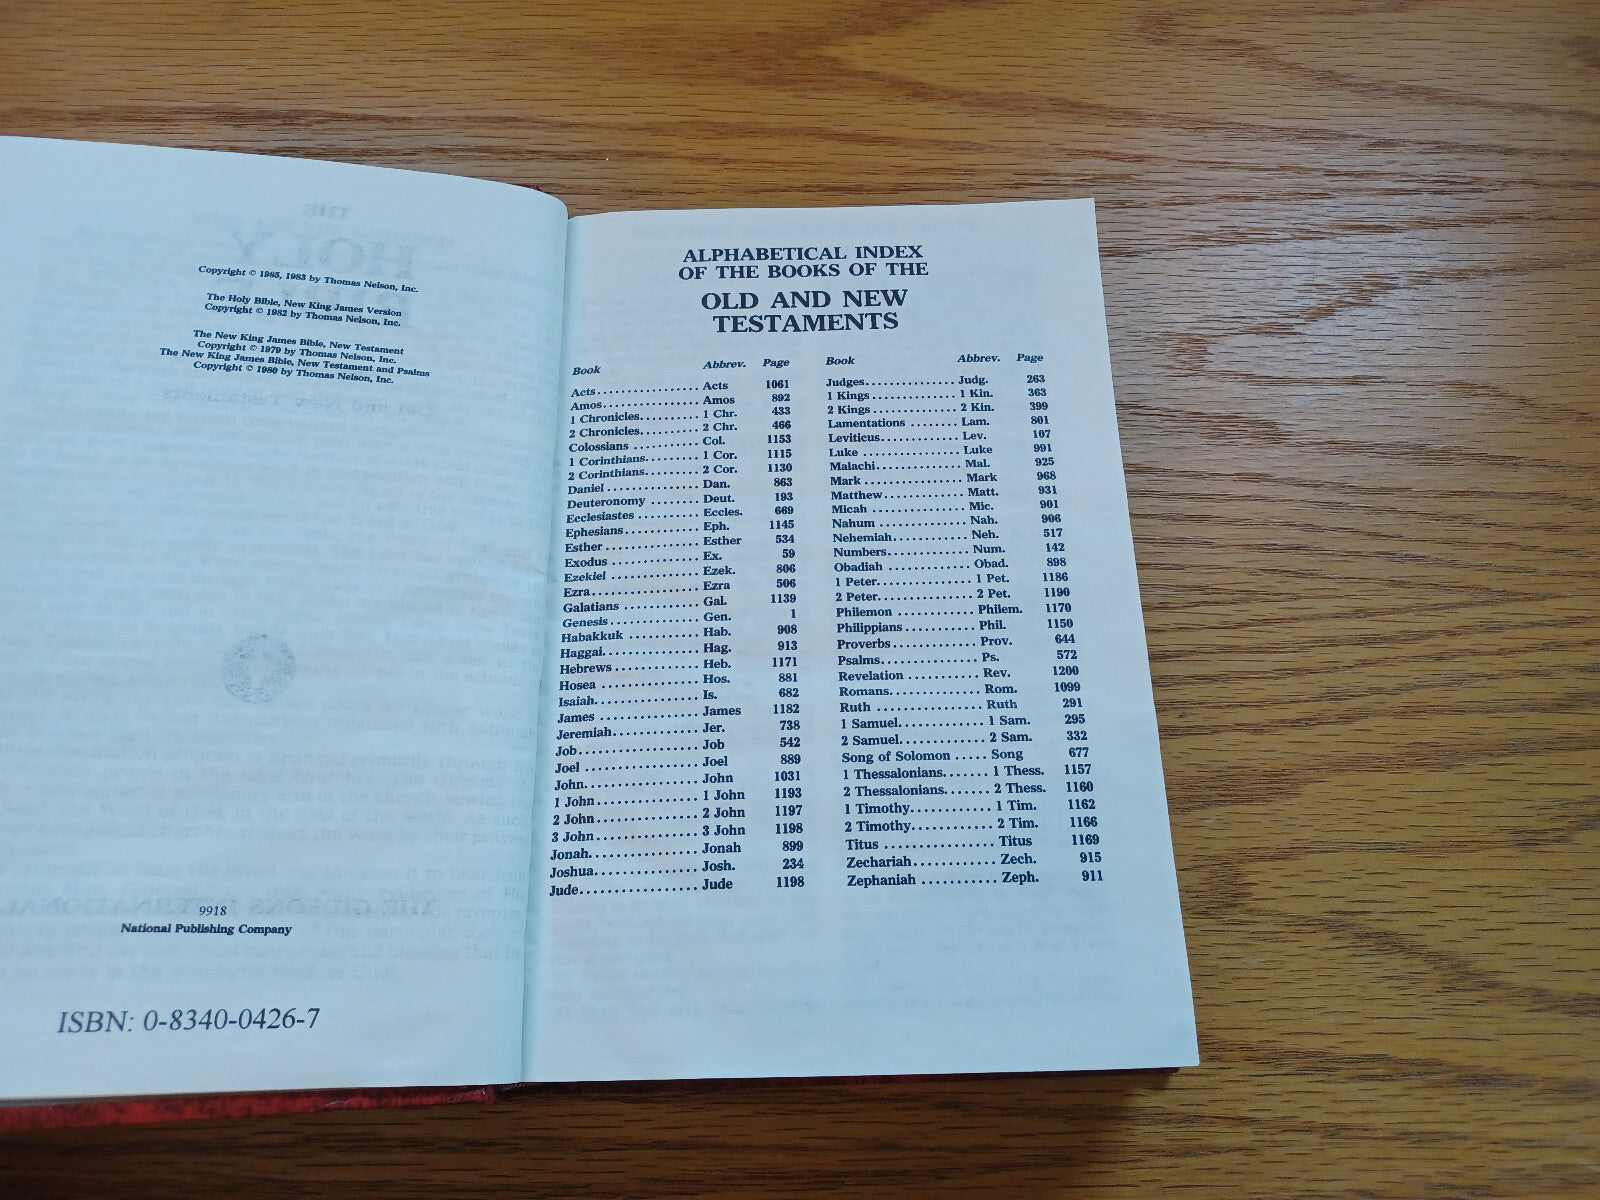 Copyright © 1985, 1983 by Thomas Nelson, Inc.
The Holy Bible, New King James Version
Copyright © 1982 by Thomas Nelson, Inc.
The New King James Bible, New Testament
Copyright © 1979 by Thomas Nelson, Inc.
The New King James Bible, New Testament and Psalms
Copyright © 1980 by Thomas Nelson, Inc.
9918
National Publishing Company
ISBN: 0-8340-0426-7
ALPHABETICAL INDEX
OF THE BOOKS OF THE
OLD AND NEW
TESTAMENTS
Book Abbrev. Page
Acts Acts 1061
Amos Amos 892
1 Chronicles 1 Chr. 433
2 Chronicles 2 Chr. 466
Colossians Col. 1153
1 Corinthians 1 Cor. 1115
2 Corinthians 2 Cor. 1130
Daniel Dan. 863
Deuteronomy Deut. 193
Ecclesiastes Eccles. 669
Ephesians Eph. 1145
Esther Esther 534
Exodus Ex. 59
Ezekiel Ezek. 806
Ezra Ezra 506
Galatians Gal. 1139
Genesis Gen. 1
Habakkuk Hab. 908
Haggai Hag. 913
Hebrews Heb. 1171
Hosea Hos. 881
Isaiah Is. 682
James James 1182
Jeremiah Jer. 738
Job Job 542
Joel Joel 889
John John 1031
1 John 1 John 1193
2 John 2 John 1197
3 John 3 John 1198
Jonah Jonah 899
Joshua Josh. 234
Jude Jude 1198
Book Abbrev. Page
Judges Judg. 263
1 Kings 1 Kin. 363
2 Kings 2 Kin. 399
Lamentations Lam. 801
Leviticus Lev. 107
Luke Luke 991
Malachi Mal. 925
Mark Mark 968
Matthew Matt. 931
Micah Mic. 901
Nahum Nah. 906
Nehemiah Neh. 517
Numbers Num. 142
Obadiah Obad. 898
1 Peter 1 Pet. 1186
2 Peter 2 Pet. 1190
Philemon Philem. 1170
Philippians Phil. 1150
Proverbs Prov. 644
Psalms Ps. 572
Revelation Rev. 1200
Romans Rom. 1099
Ruth Ruth 291
1 Samuel 1 Sam. 295
2 Samuel 2 Sam. 332
Song of Solomon Song 677
1 Thessalonians 1 Thess. 1157
2 Thessalonians 2 Thess. 1160
1 Timothy 1 Tim. 1162
2 Timothy 2 Tim. 1166
Titus Titus 1169
Zechariah Zech. 915
Zephaniah Zeph. 911